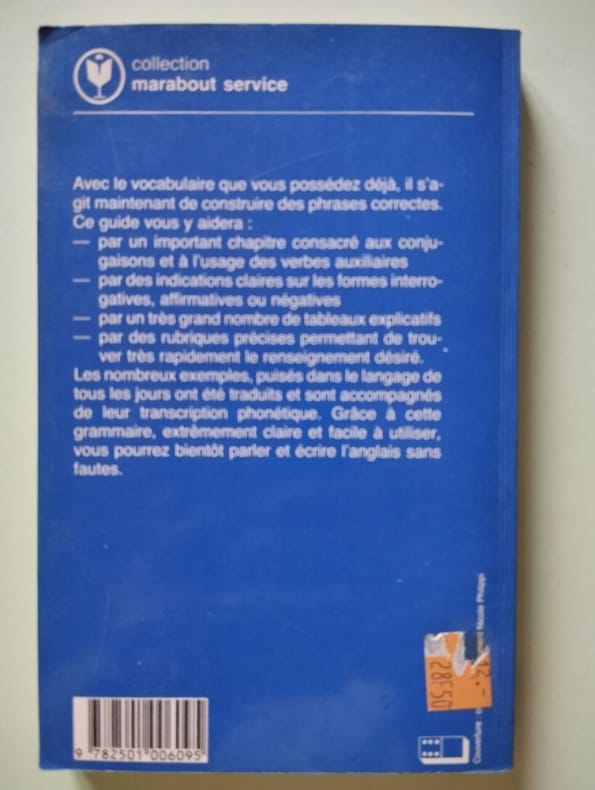 collection
marabout service
Avec le vocabulaire que vous possédez déjà, il s'a-
git maintenant de construire des phrases correctes.
Ce guide vous y aidera :
— par un important chapitre consacré aux conju-
gaisons et à l'usage des verbes auxiliaires
— par des indications claires sur les formes interro-
gatives, affirmatives ou négatives
— par un très grand nombre de tableaux explicatifs
— par des rubriques précises permettant de trou-
ver très rapidement le renseignement désiré.
Les nombreux exemples, puisés dans le langage de
tous les jours ont été traduits et sont accompagnés
de leur transcription phonétique. Grâce à cette
grammaire, extrêmement claire et facile à utiliser,
vous pourrez bientôt parler et écrire l'anglais sans
fautes.
9 782501 006095
28F50
12.-
Couverture :
Nicole Philippi